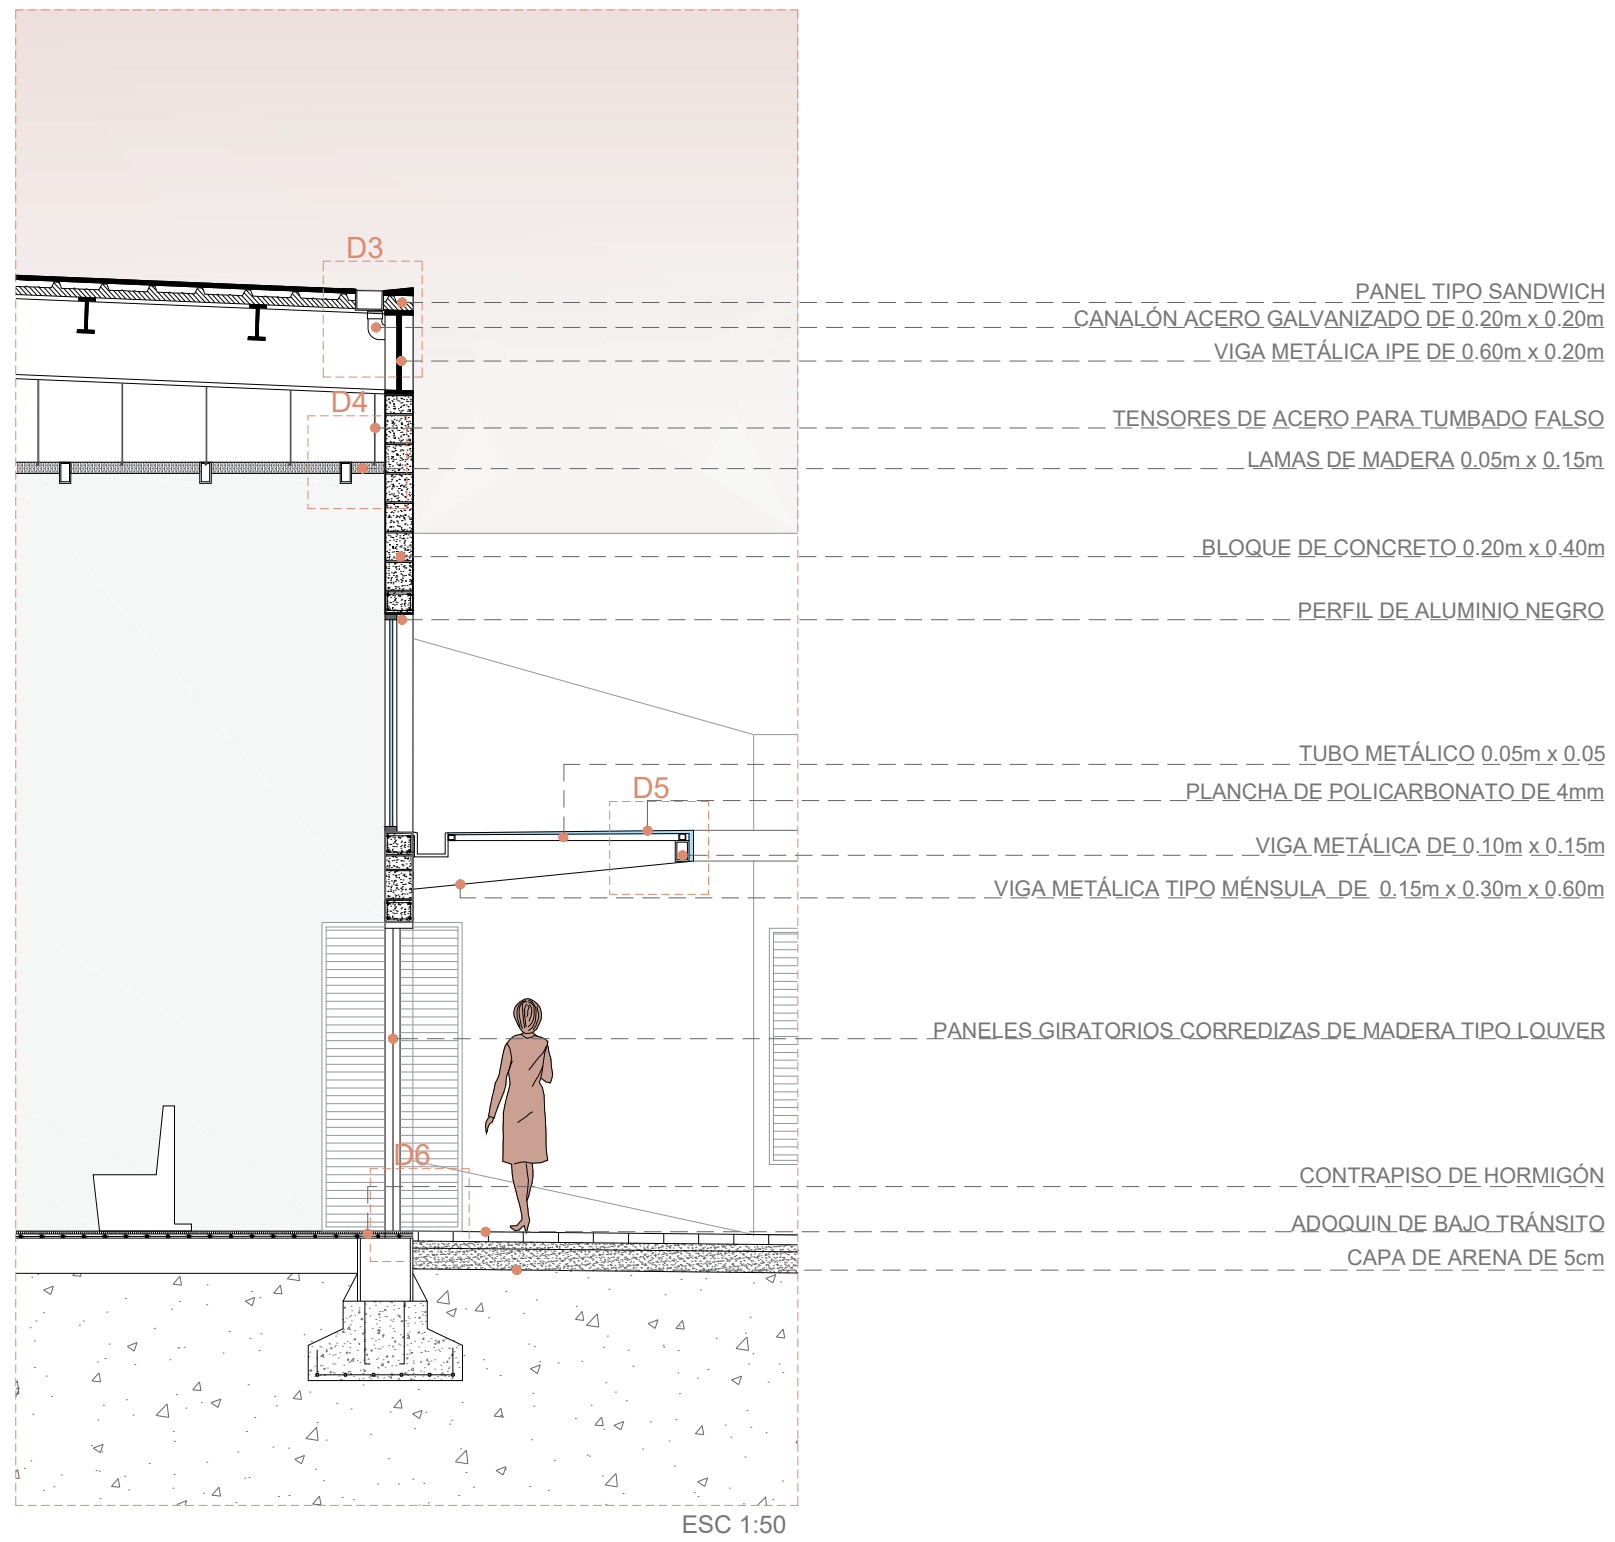 D3
PANEL TIPO SANDWICH
CANALÓN ACERO GALVANIZADO DE 0.20m x 0.20m
VIGA METÁLICA IPE DE 0.60m x 0.20m
D4
TENSORES DE ACERO PARA TUMBADO FALSO
LAMAS DE MADERA 0.05m x 0.15m
BLOQUE DE CONCRETO 0.20m x 0.40m
PERFIL DE ALUMINIO NEGRO
TUBO METÁLICO 0.05m x 0.05
D5
PLANCHA DE POLICARBONATO DE 4mm
VIGA METÁLICA DE 0.10m x 0.15m
VIGA METÁLICA TIPO MÉNSULA DE 0.15m x 0.30m x 0.60m
PANELES GIRATORIOS CORREDIZAS DE MADERA TIPO LOUVER
D6
CONTRAPISO DE HORMIGÓN
ADOQUIN DE BAJO TRÁNSITO
CAPA DE ARENA DE 5cm
ESC 1:50